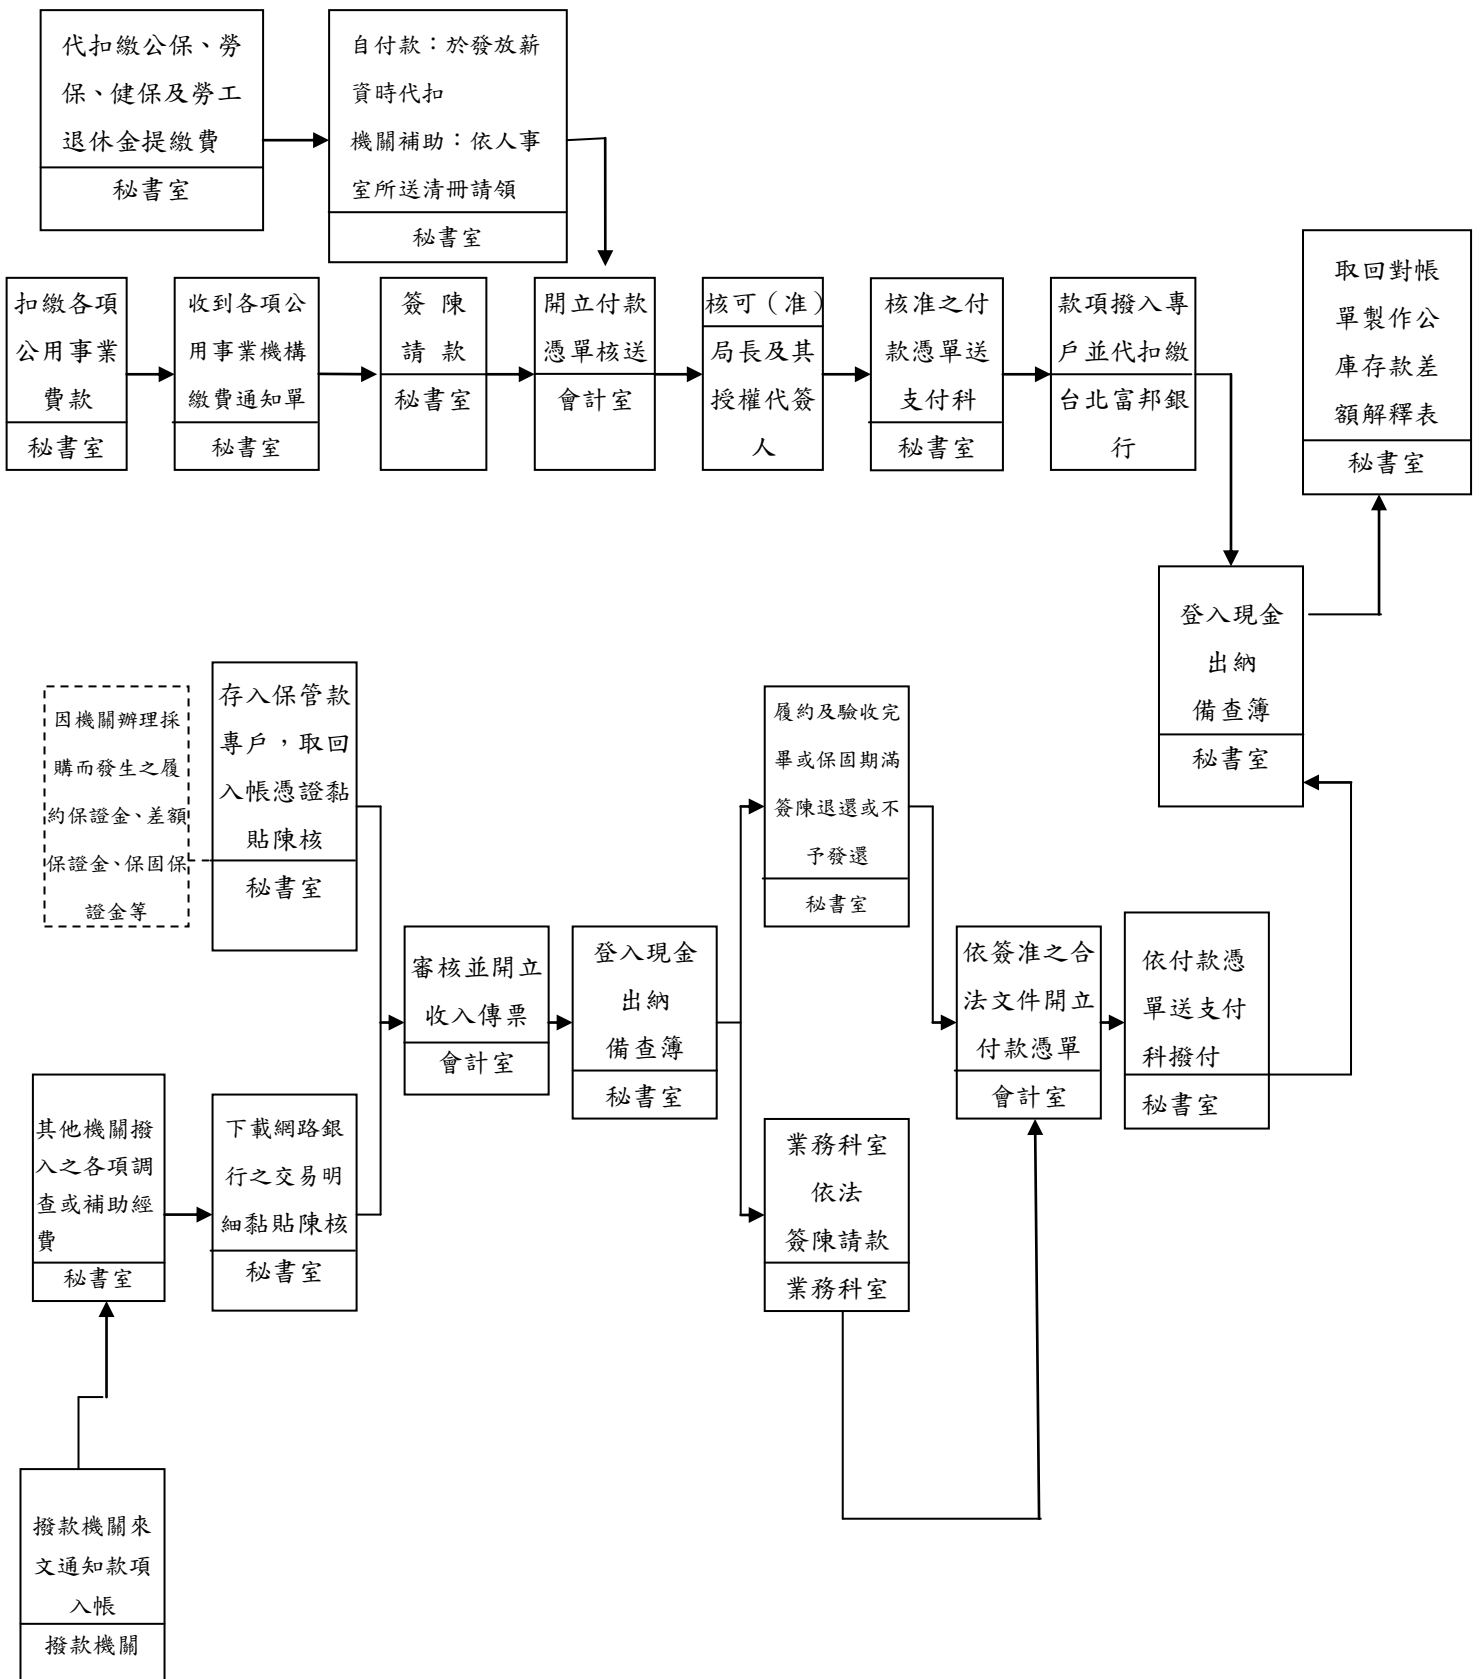 代扣繳公保、勞
保、健保及勞工
退休金提繳費
秘書室
自付款：於發放薪
資時代扣
機關補助：依人事
室所送清冊請領
秘書室
扣繳各項
公用事業
費款
秘書室
收到各項公
用事業機構
繳費通知單
秘書室
簽陳
請款
秘書室
開立付款
憑單核送
會計室
核可（准）
局長及其
授權代簽
人
核准之付
款憑單送
支付科
秘書室
款項撥入專
戶並代扣繳
台北富邦銀
行
取回對帳
單製作公
庫存款差
額解釋表
秘書室
登入現金
出納
備查簿
秘書室
因機關辦理採
購而發生之履
約保證金、差額
保證金、保固保
證金等
存入保管款
專戶，取回
入帳憑證黏
貼陳核
秘書室
履約及驗收完
畢或保固期滿
簽陳退還或不
予發還
秘書室
審核並開立
收入傳票
會計室
登入現金
出納
備查簿
秘書室
依簽准之合
法文件開立
付款憑單
會計室
依付款憑
單送支付
科撥付
秘書室
其他機關撥
入之各項調
查或補助經
費
秘書室
下載網路銀
行之交易明
細黏貼陳核
秘書室
業務科室
依法
簽陳請款
業務科室
撥款機關來
文通知款項
入帳
撥款機關